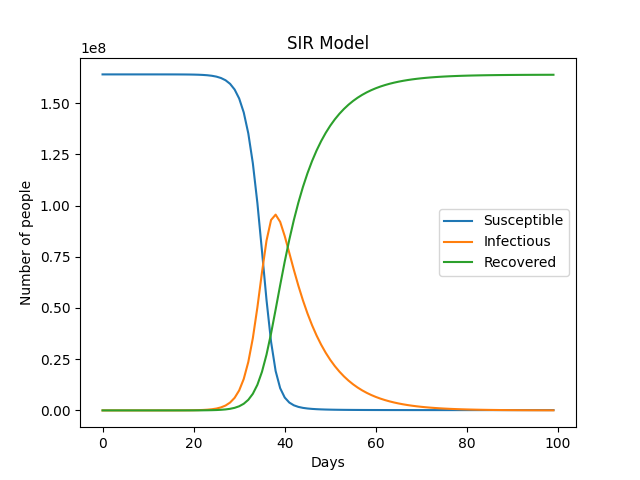 SIR Model
1e8
1.50
1.25
1.00
0.75
0.50
0.25
0.00
Number of people
Susceptible
Infectious
Recovered
0 20 40 60 80 100
Days